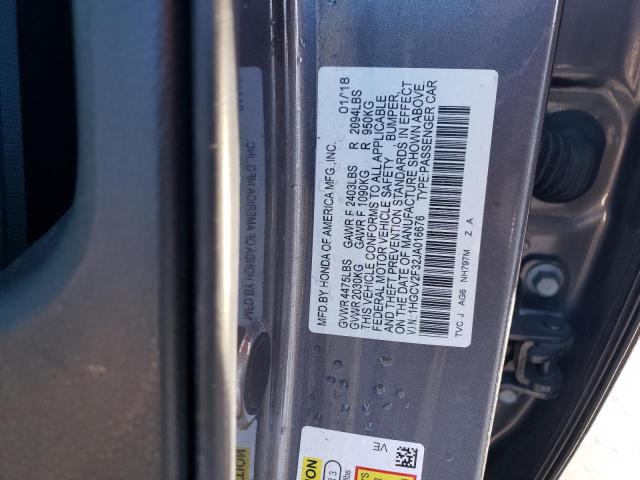 MFD.BY HONDA OF AMERICA MFG.,INC. 01/'18
GVWR4475LBS GAWR F 2403LBS R 2094LBS
GVWR2030KG GAWR F 1090KG R 950KG
THIS VEHICLE CONFORMS TO ALL APPLICABLE
FEDERAL MOTOR VEHICLE SAFETY, BUMPER,
AND THEFT PREVENTION STANDARDS IN EFFECT
ON THE DATE OF MANUFACTURE SHOWN ABOVE.
V.I.N:1HGCV2F32JA016676 TYPE:PASSENGER CAR
TVC J AG6 NH797M Z A
VE